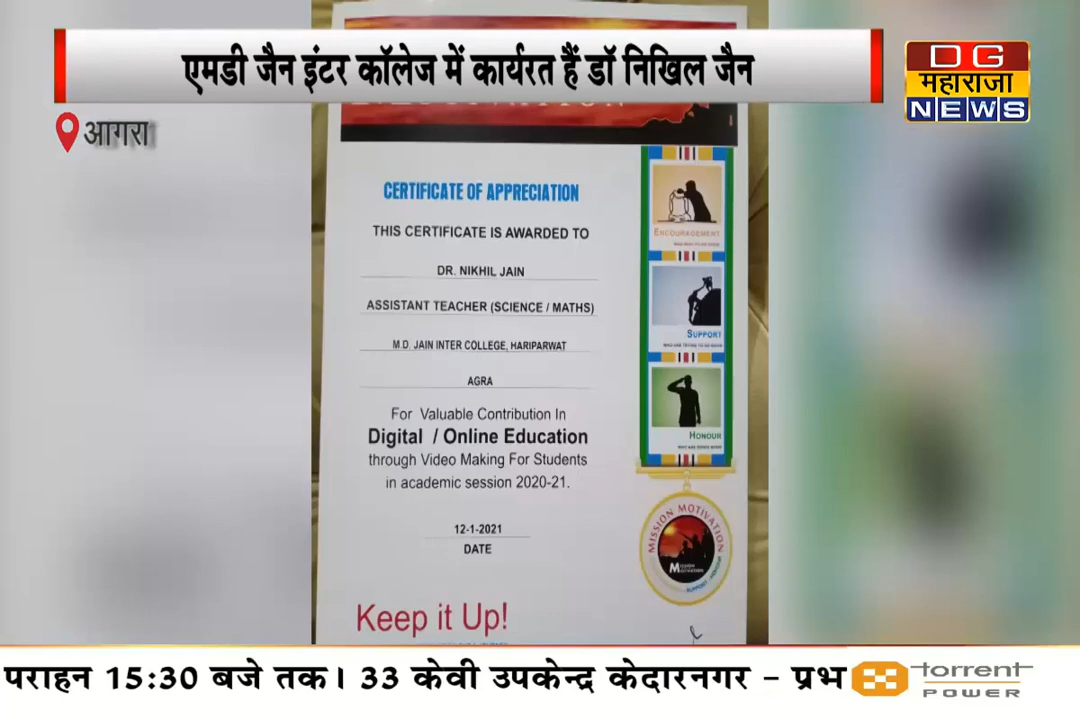 एमडी जैन इंटर कॉलेज में कार्यरत हैं डॉ निखिल जैन
DG
महाराजा
NEWS
आगरा
CERTIFICATE OF APPRECIATION
THIS CERTIFICATE IS AWARDED TO
DR. NIKHIL JAIN
ASSISTANT TEACHER (SCIENCE / MATHS)
M.D. JAIN INTER COLLEGE, HARIPARWAT
AGRA
For Valuable Contribution In
Digital / Online Education
through Video Making For Students
in academic session 2020-21.
12-1-2021
DATE
Keep it Up!
ENCOURAGEMENT
SUPPORT
HONOUR
MISSION MOTIVATION
MISSION
MOTIVATION
पराहन 15:30 बजे तक। 33 केवी उपकेन्द्र केदारनगर - प्रभ
torrent
POWER